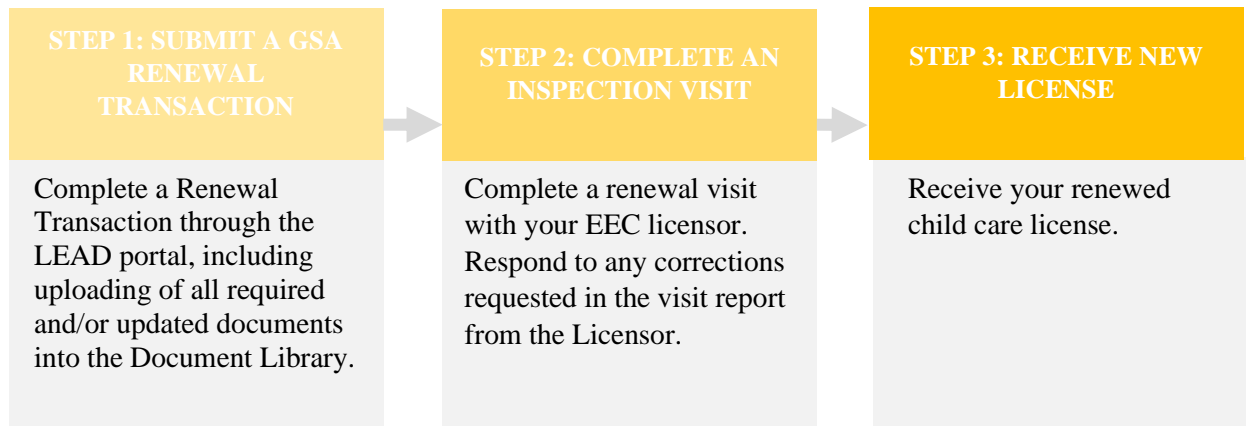 STEP 1: SUBMIT A GSA
RENEWAL
TRANSACTION
Complete a Renewal
Transaction through the
LEAD portal, including
uploading of all required
and/or updated documents
into the Document Library.
STEP 2: COMPLETE AN
INSPECTION VISIT
Complete a renewal visit
with your EEC licensor.
Respond to any corrections
requested in the visit report
from the Licensor.
STEP 3: RECEIVE NEW
LICENSE
Receive your renewed
child care license.